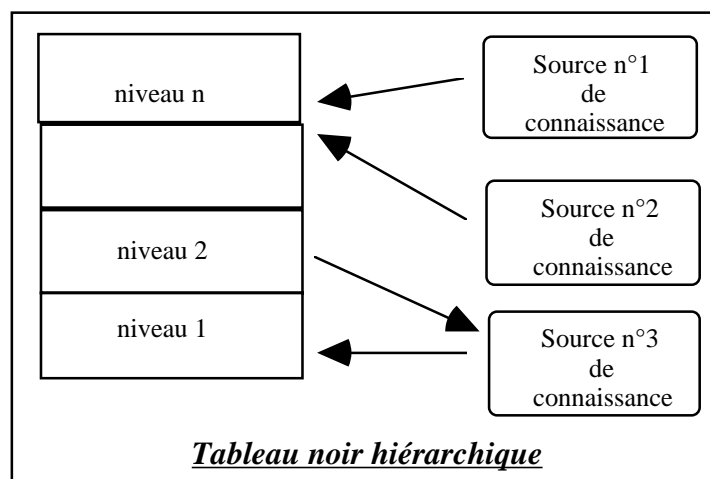 niveau n
niveau 2
niveau 1
Source n°1
de
connaissance
Source n°2
de
connaissance
Source n°3
de
connaissance
Tableau noir hiérarchique